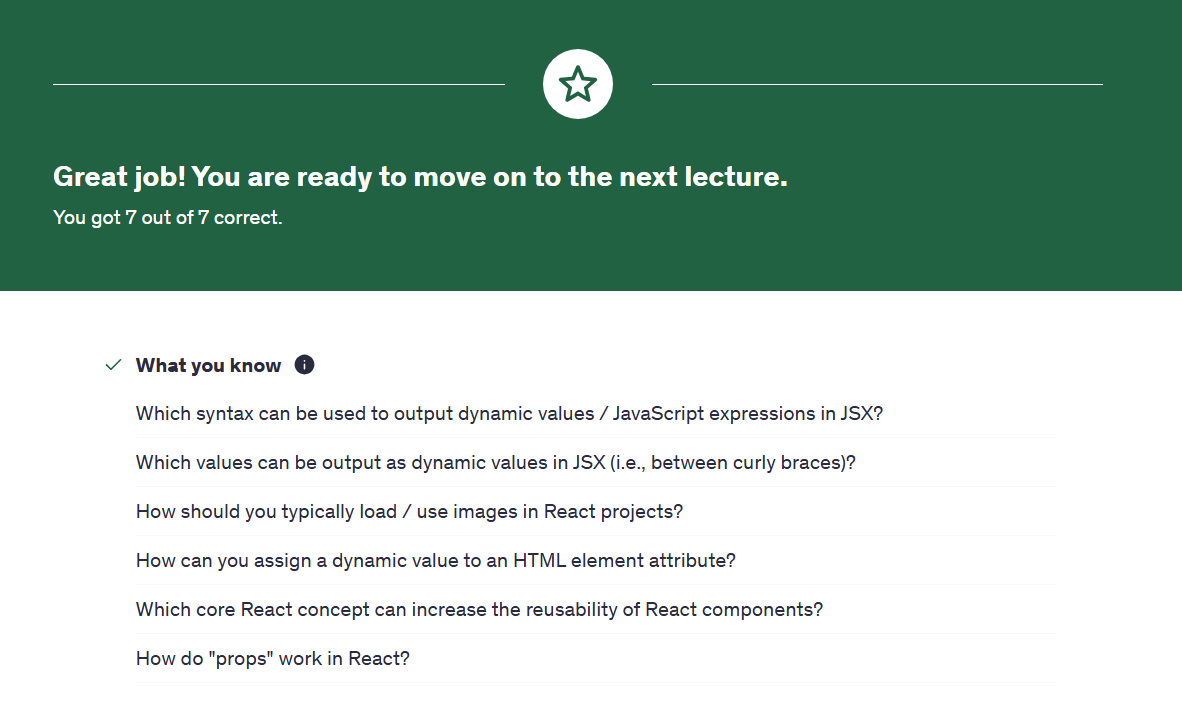 Great job! You are ready to move on to the next lecture.
You got 7 out of 7 correct.
What you know
Which syntax can be used to output dynamic values / JavaScript expressions in JSX?
Which values can be output as dynamic values in JSX (i.e., between curly braces)?
How should you typically load / use images in React projects?
How can you assign a dynamic value to an HTML element attribute?
Which core React concept can increase the reusability of React components?
How do "props" work in React?